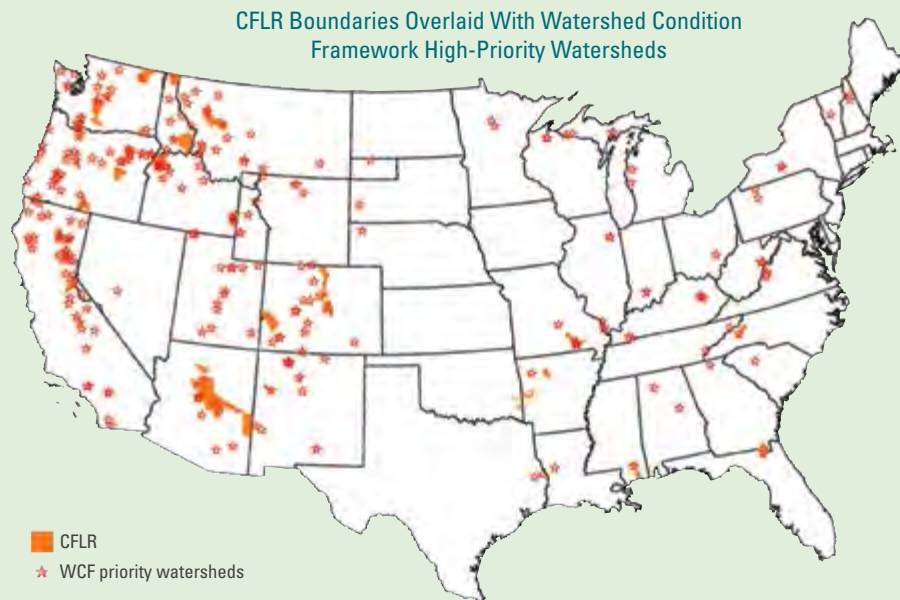 CFLR Boundaries Overlaid With Watershed Condition
Framework High-Priority Watersheds
CFLR
WCF priority watersheds